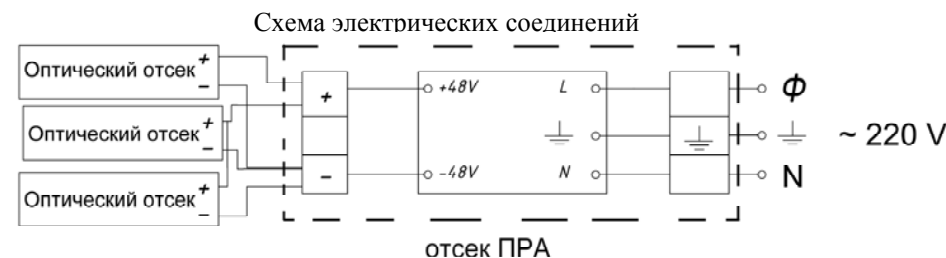 Схема электрических соединений
Оптический отсек + −
Оптический отсек + −
Оптический отсек + −
+
−
+48V L
−48V N
Ф
~ 220 V
N
отсек ПРА